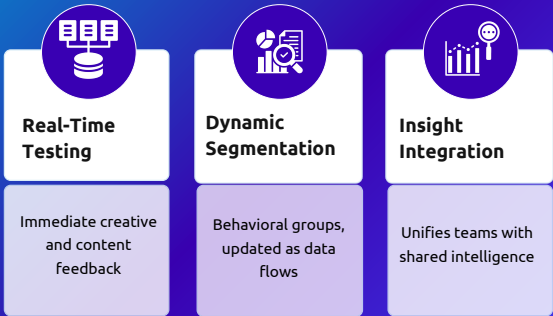 Real-Time
Testing
Immediate creative
and content
feedback
Dynamic
Segmentation
Behavioral groups,
updated as data
flows
Insight
Integration
Unifies teams with
shared intelligence